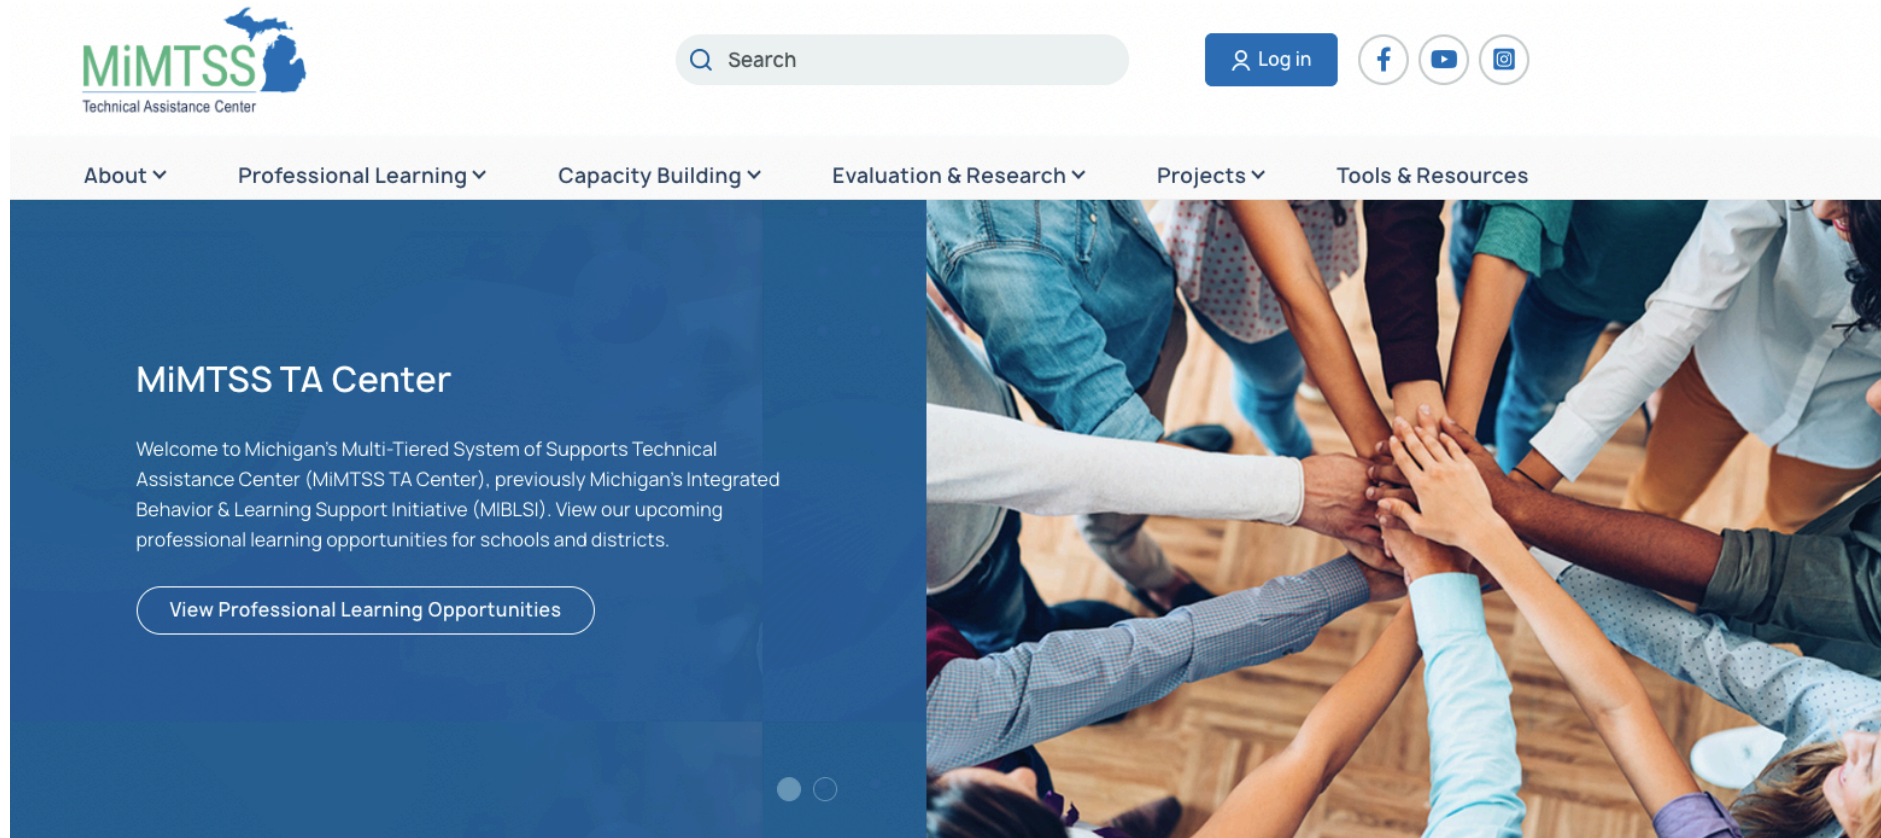 MiMTSS
Technical Assistance Center
Search
Log in
About
Professional Learning
Capacity Building
Evaluation & Research
Projects
Tools & Resources
MiMTSS TA Center
Welcome to Michigan's Multi-Tiered System of Supports Technical
Assistance Center (MiMTSS TA Center), previously Michigan's Integrated
Behavior & Learning Support Initiative (MIBLSI). View our upcoming
professional learning opportunities for schools and districts.
View Professional Learning Opportunities